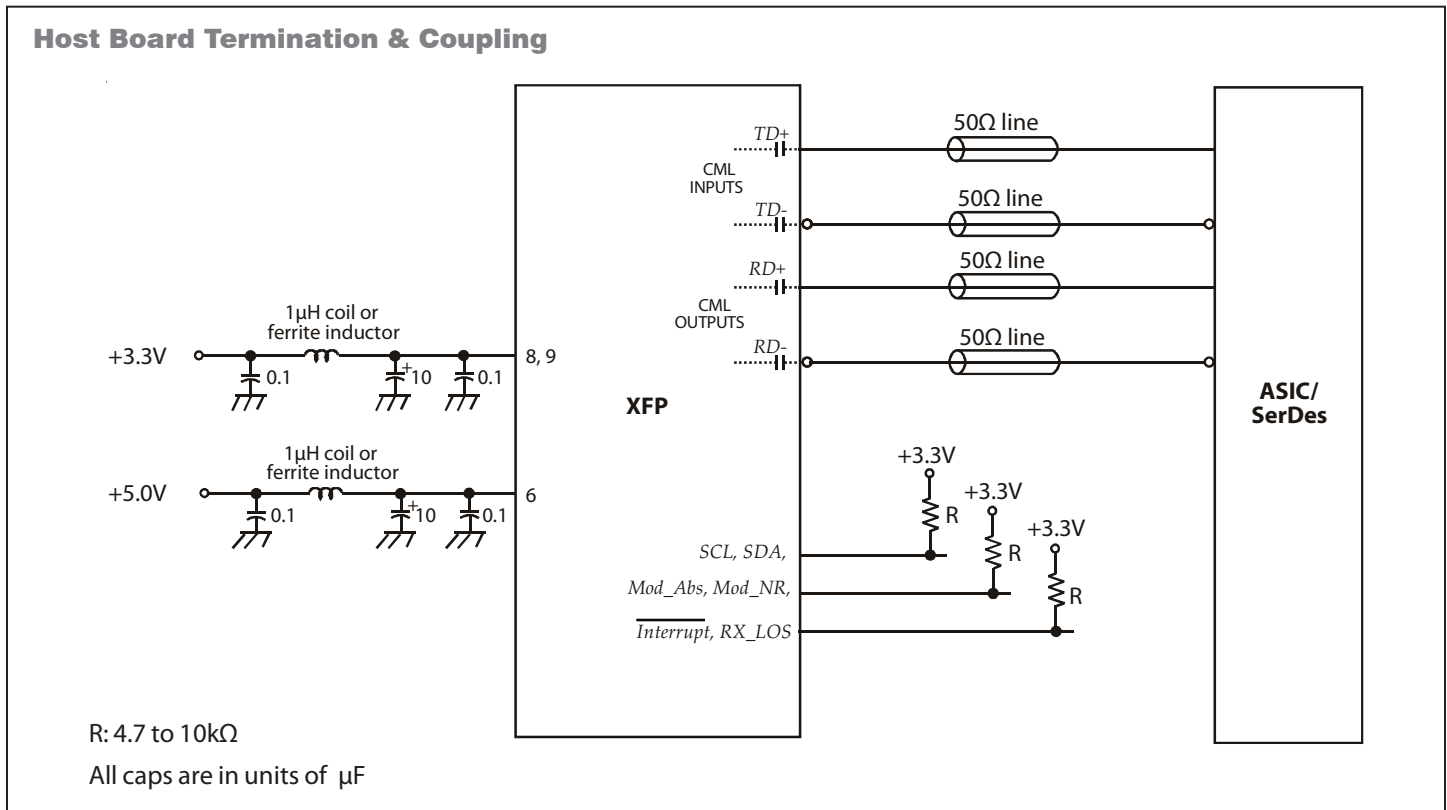 Host Board Termination & Coupling
TD+
CML
INPUTS
TD-
RD+
CML
OUTPUTS
RD-
50Ω line
50Ω line
50Ω line
50Ω line
ASIC/
SerDes
1µH coil or
ferrite inductor
+3.3V
0.1
+
10
0.1
8, 9
XFP
1µH coil or
ferrite inductor
+5.0V
0.1
+
10
0.1
6
+3.3V
R
+3.3V
R
+3.3V
R
SCL, SDA,
Mod_Abs, Mod_NR,
Interrupt, RX_LOS
R: 4.7 to 10kΩ
All caps are in units of µF